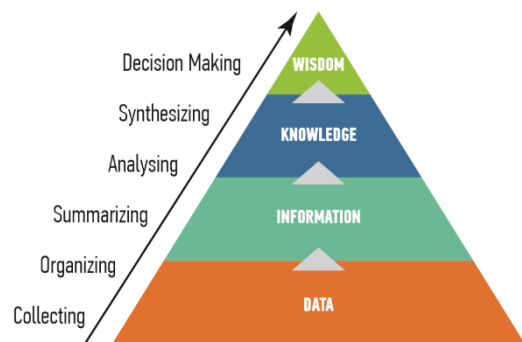 Decision Making
WISDOM
Synthesizing
KNOWLEDGE
Analysing
Summarizing
INFORMATION
Organizing
Collecting
DATA